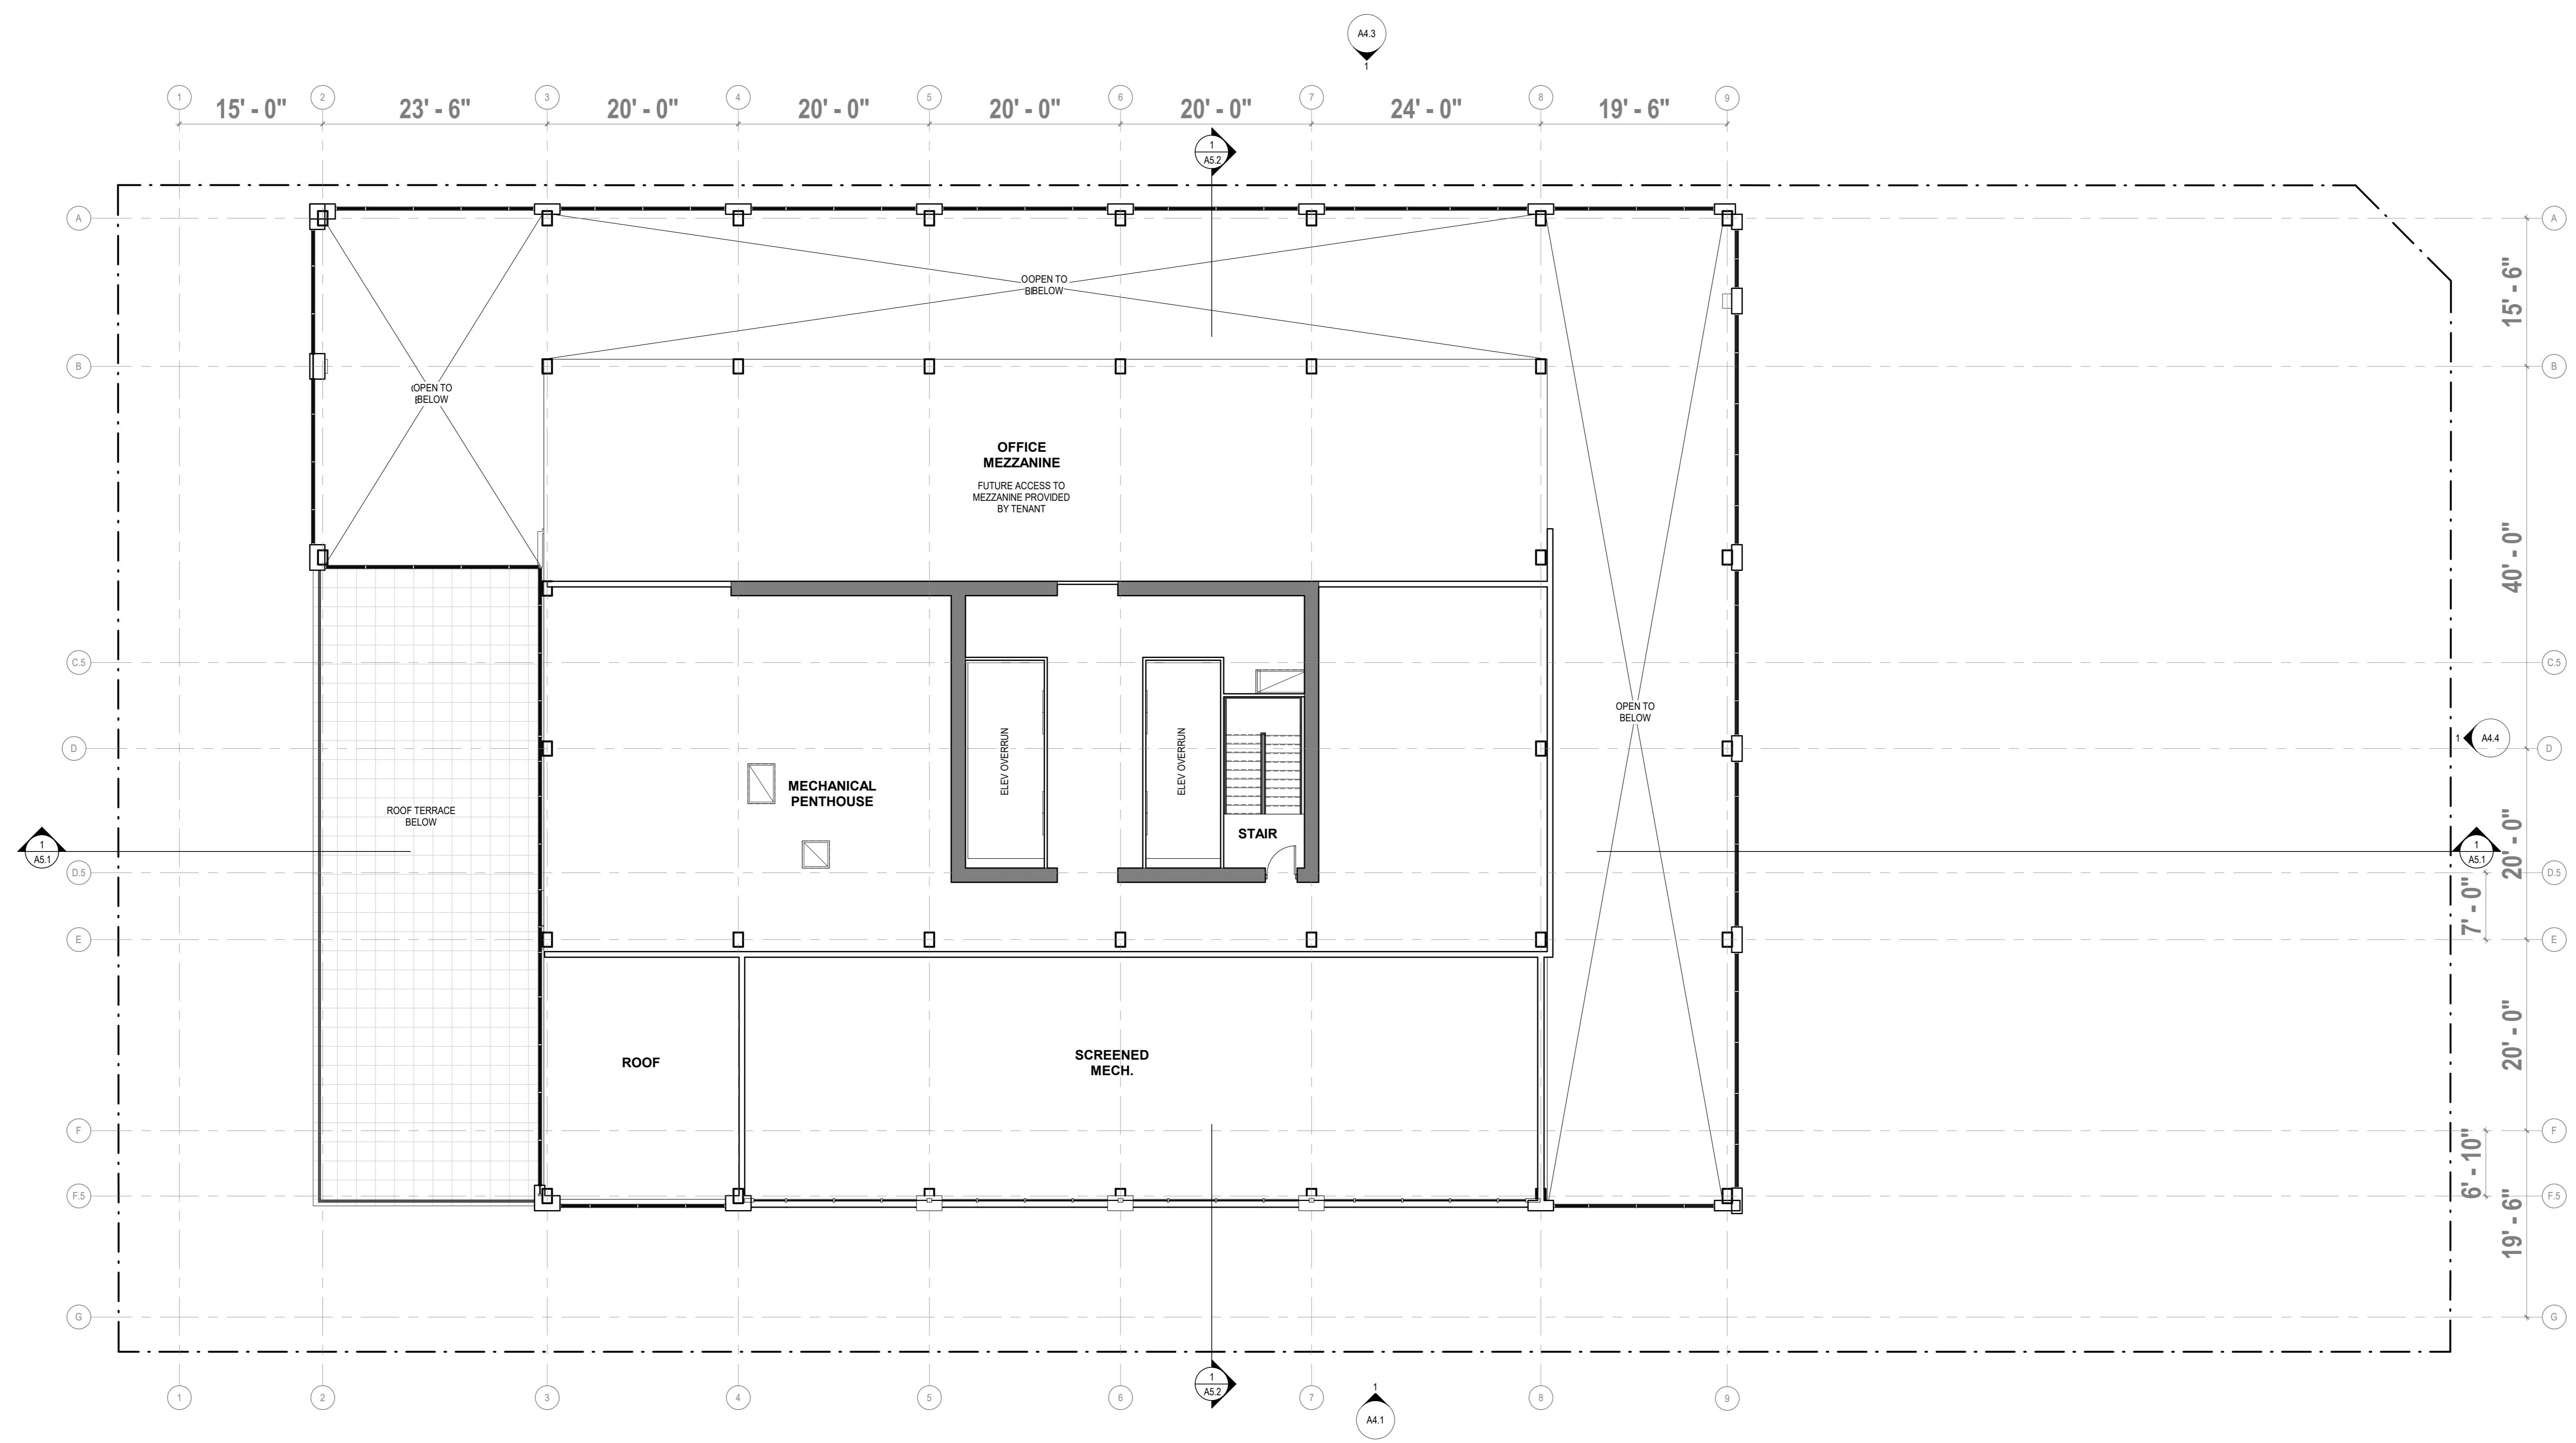 A4.3
1
1 2 3 4 5 6 7 8 9
15' - 0" 23' - 6" 20' - 0" 20' - 0" 20' - 0" 20' - 0" 24' - 0" 19' - 6"
1
A5.2
A A
15' - 6"
OPEN TO
BELOW
B B
OPEN TO
BELOW
OFFICE
MEZZANINE
FUTURE ACCESS TO
MEZZANINE PROVIDED
BY TENANT
40' - 0"
C.5 C.5
OPEN TO
BELOW
D D
1 A4.4
ELEV OVERRUN
ELEV OVERRUN
MECHANICAL
PENTHOUSE
ROOF TERRACE
BELOW
STAIR
1
A5.1
1
A5.1
20' - 0"
D.5 D.5
7' - 0"
E E
20' - 0"
ROOF
SCREENED
MECH.
F F
6' - 10"
F.5 F.5
19' - 6"
G G
1
A5.2
1
A4.1
1 2 3 4 5 6 7 8 9